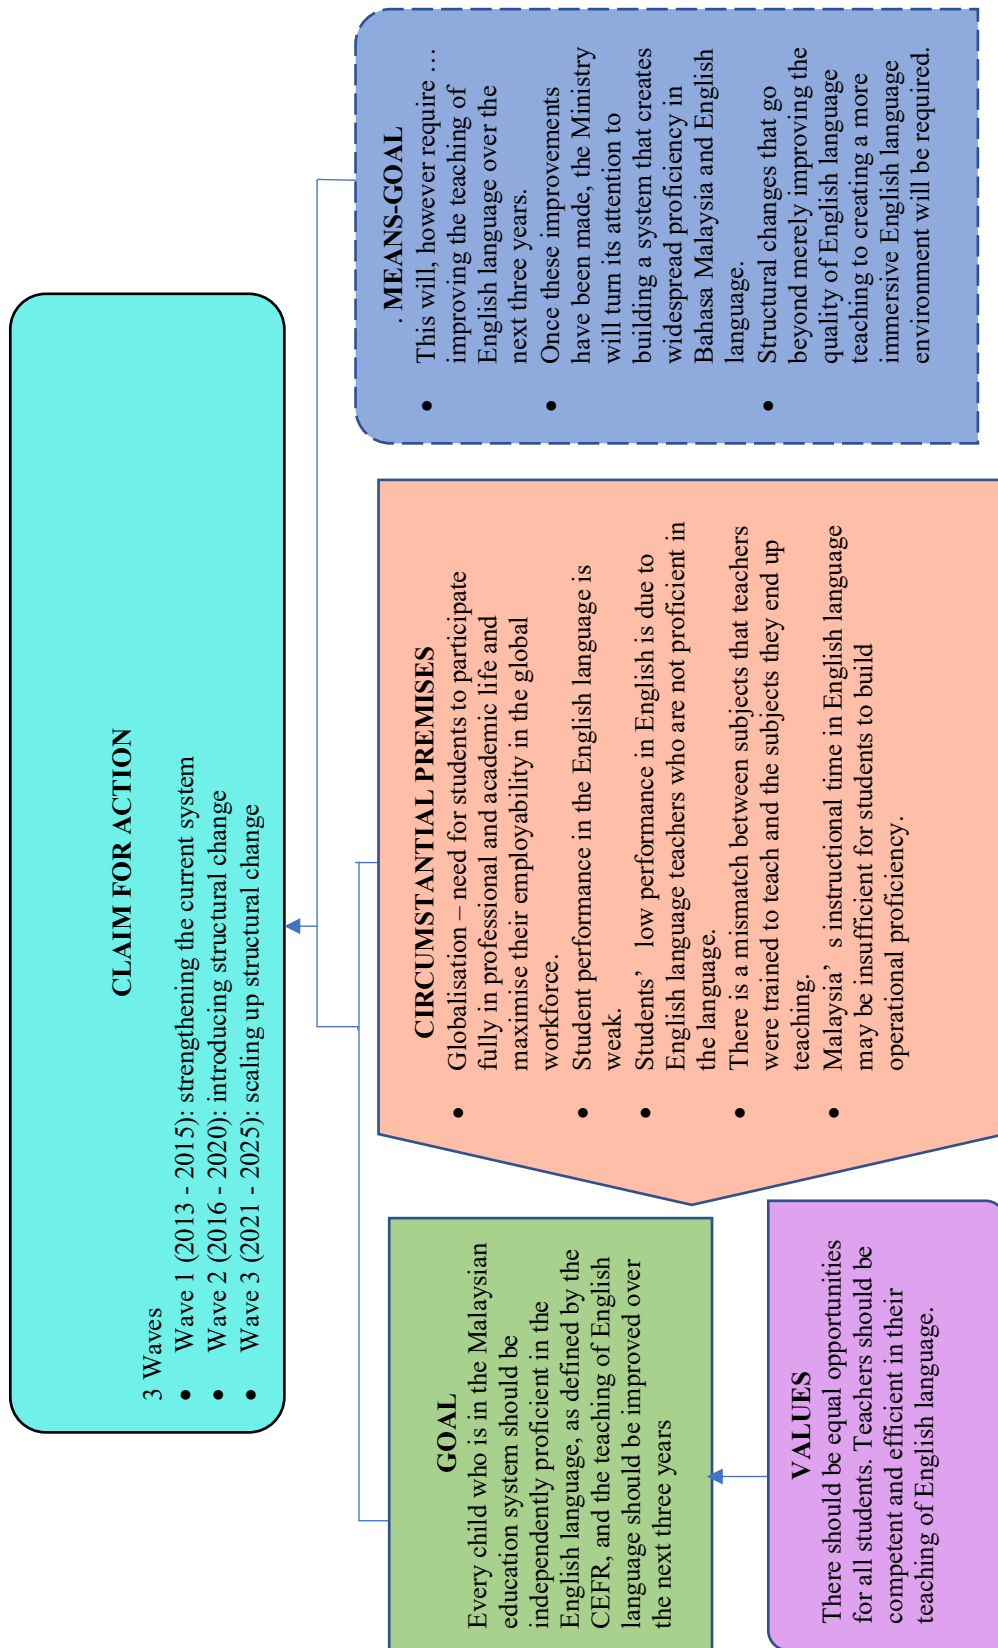 CLAIM FOR ACTION
3 Waves
• Wave 1 (2013 - 2015): strengthening the current system
• Wave 2 (2016 - 2020): introducing structural change
• Wave 3 (2021 - 2025): scaling up structural change
GOAL
Every child who is in the Malaysian
education system should be
independently proficient in the
English language, as defined by the
CEFR, and the teaching of English
language should be improved over
the next three years
VALUES
There should be equal opportunities
for all students. Teachers should be
competent and efficient in their
teaching of English language.
CIRCUMSTANTIAL PREMISES
• Globalisation – need for students to participate
fully in professional and academic life and
maximise their employability in the global
workforce.
• Student performance in the English language is
weak.
• Students’ low performance in English is due to
English language teachers who are not proficient in
the language.
• There is a mismatch between subjects that teachers
were trained to teach and the subjects they end up
teaching.
• Malaysia’s instructional time in English language
may be insufficient for students to build
operational proficiency.
. MEANS-GOAL
• This will, however require …
improving the teaching of
English language over the
next three years.
• Once these improvements
have been made, the Ministry
will turn its attention to
building a system that creates
widespread proficiency in
Bahasa Malaysia and English
language.
• Structural changes that go
beyond merely improving the
quality of English language
teaching to creating a more
immersive English language
environment will be required.